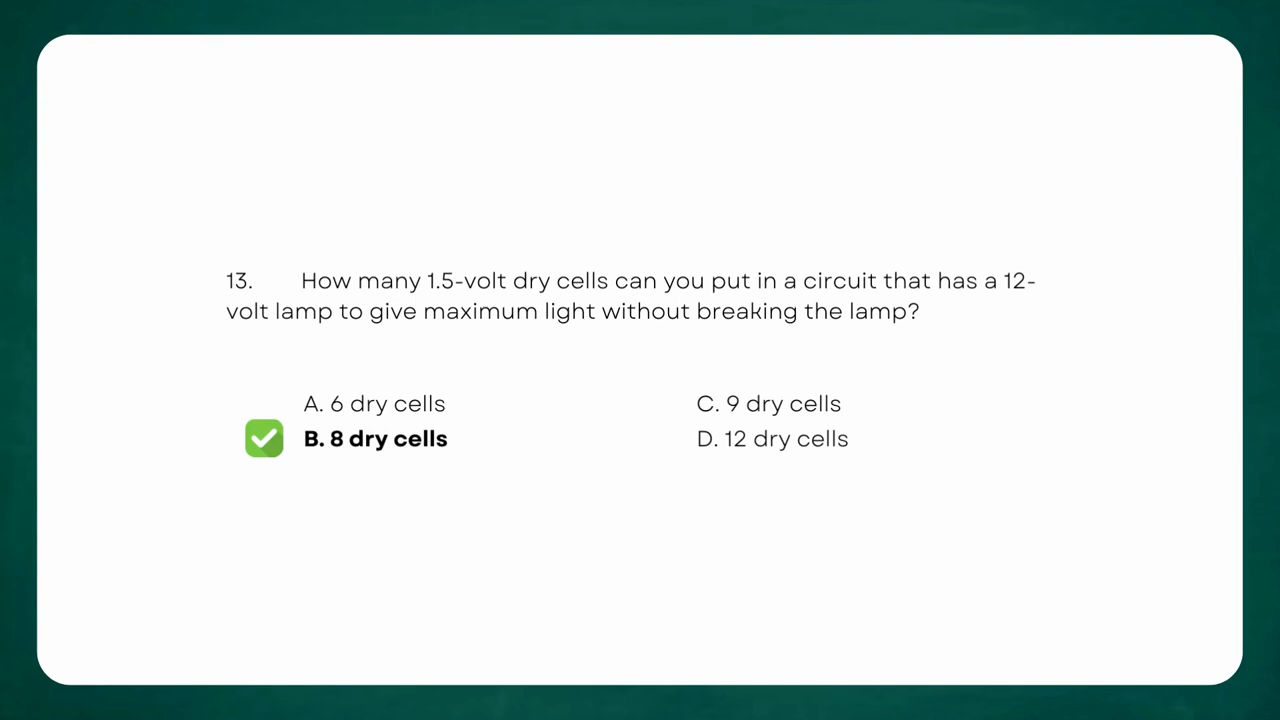 13. How many 1.5-volt dry cells can you put in a circuit that has a 12-
volt lamp to give maximum light without breaking the lamp?
A. 6 dry cells
B. 8 dry cells
C. 9 dry cells
D. 12 dry cells